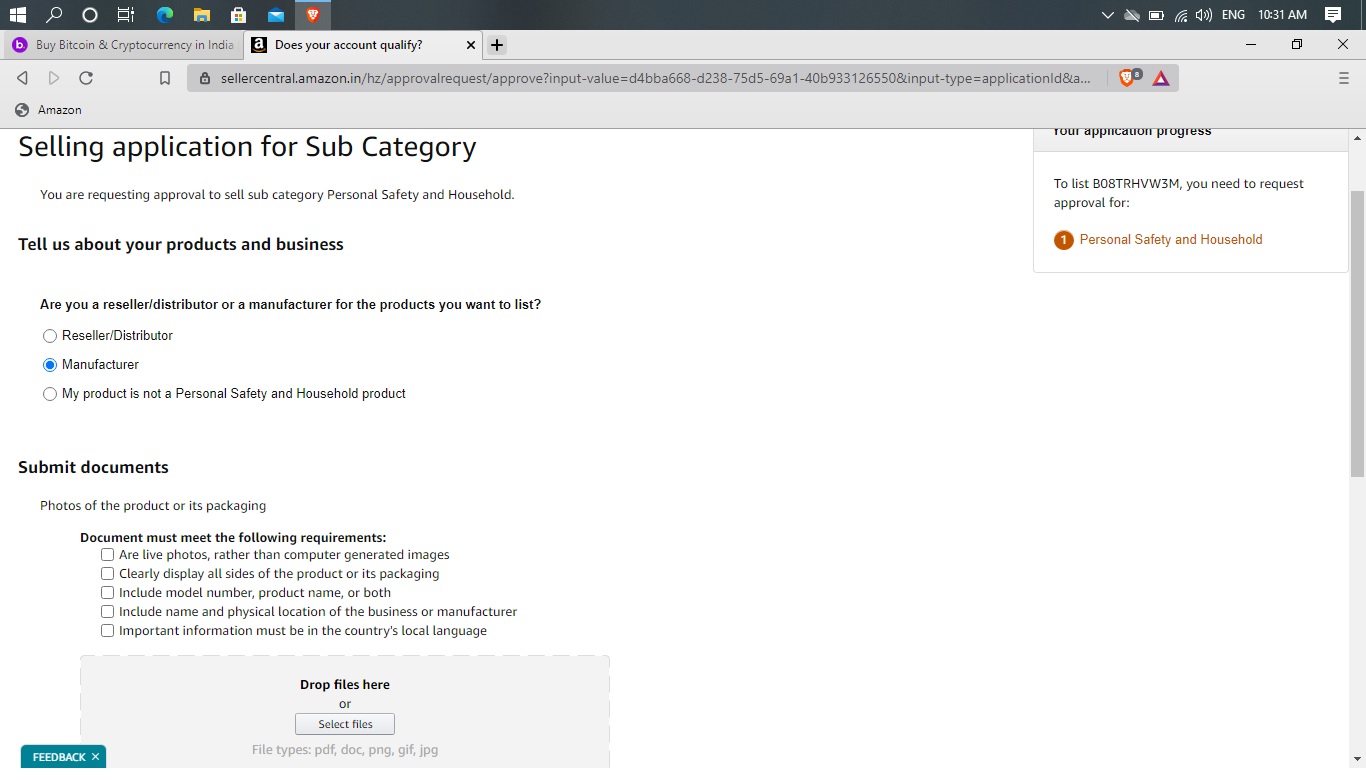 ENG 10:31 AM
Buy Bitcoin & Cryptocurrency in India
Does your account qualify?
sellercentral.amazon.in/hz/approvalrequest/approve?input-value=d4bba668-d238-75d5-69a1-40b933126550&input-type=applicationId&a...
8
Amazon
Selling application for Sub Category
You are requesting approval to sell sub category Personal Safety and Household.
Tell us about your products and business
Are you a reseller/distributor or a manufacturer for the products you want to list?
Reseller/Distributor
Manufacturer
My product is not a Personal Safety and Household product
Submit documents
Photos of the product or its packaging
Document must meet the following requirements:
Are live photos, rather than computer generated images
Clearly display all sides of the product or its packaging
Include model number, product name, or both
Include name and physical location of the business or manufacturer
Important information must be in the country's local language
Drop files here
or
Select files
File types: pdf, doc, png, gif, jpg
FEEDBACK
Your application progress
To list B08TRHVW3M, you need to request
approval for:
1 Personal Safety and Household